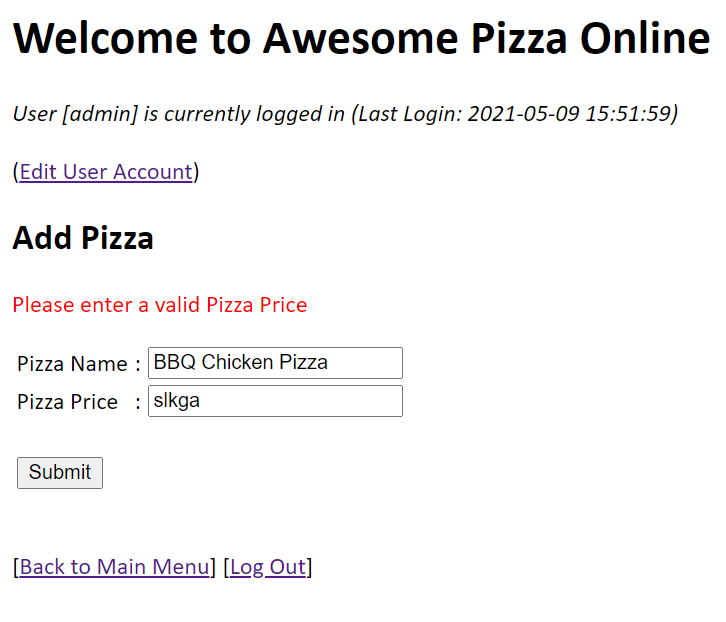 Welcome to Awesome Pizza Online
User [admin] is currently logged in (Last Login: 2021-05-09 15:51:59)
(Edit User Account)
Add Pizza
Please enter a valid Pizza Price
Pizza Name : BBQ Chicken Pizza
Pizza Price : slkga
Submit
[Back to Main Menu] [Log Out]